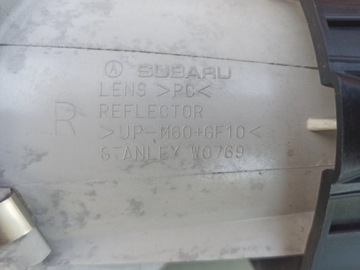 Ⓐ SUBARU
LENS >PC<
R REFLECTOR
>UP-M60+GF10<
STANLEY W0769